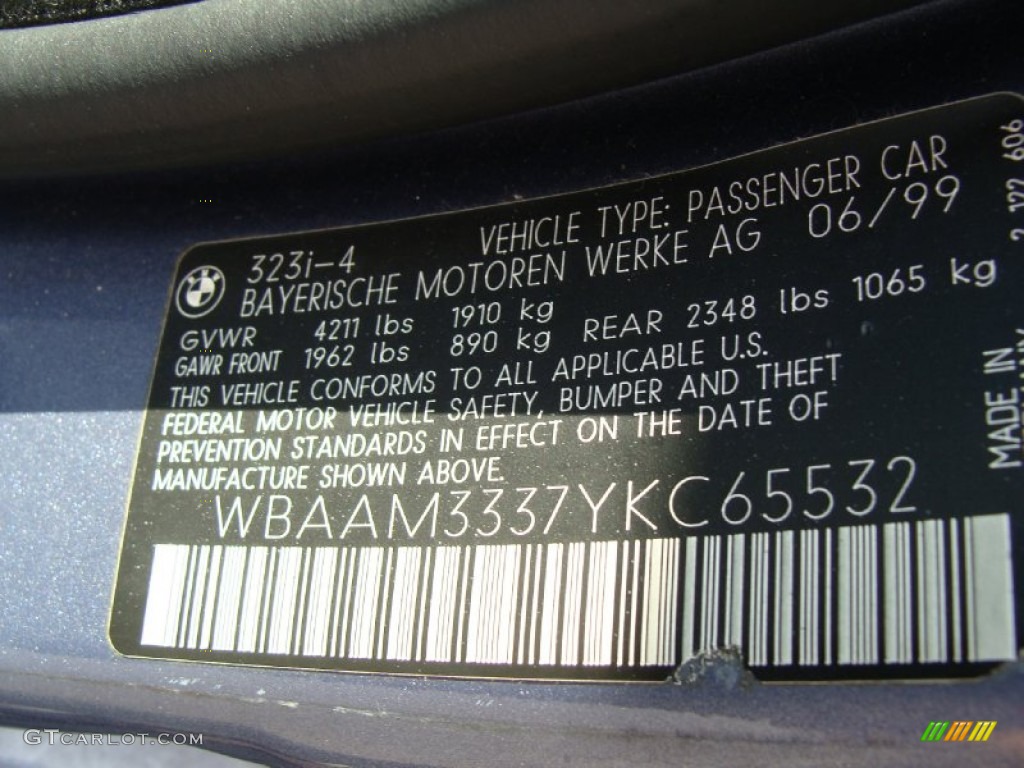 2 122 606
VEHICLE TYPE: PASSENGER CAR
323i-4
BAYERISCHE MOTOREN WERKE AG 06/99
GVWR 4211 lbs 1910 kg
GAWR FRONT 1962 lbs 890 kg REAR 2348 lbs 1065 kg
THIS VEHICLE CONFORMS TO ALL APPLICABLE U.S.
FEDERAL MOTOR VEHICLE SAFETY, BUMPER AND THEFT
PREVENTION STANDARDS IN EFFECT ON THE DATE OF
MANUFACTURE SHOWN ABOVE.
MADE IN
WBAAM3337YKC65532
GTCARLOT.COM